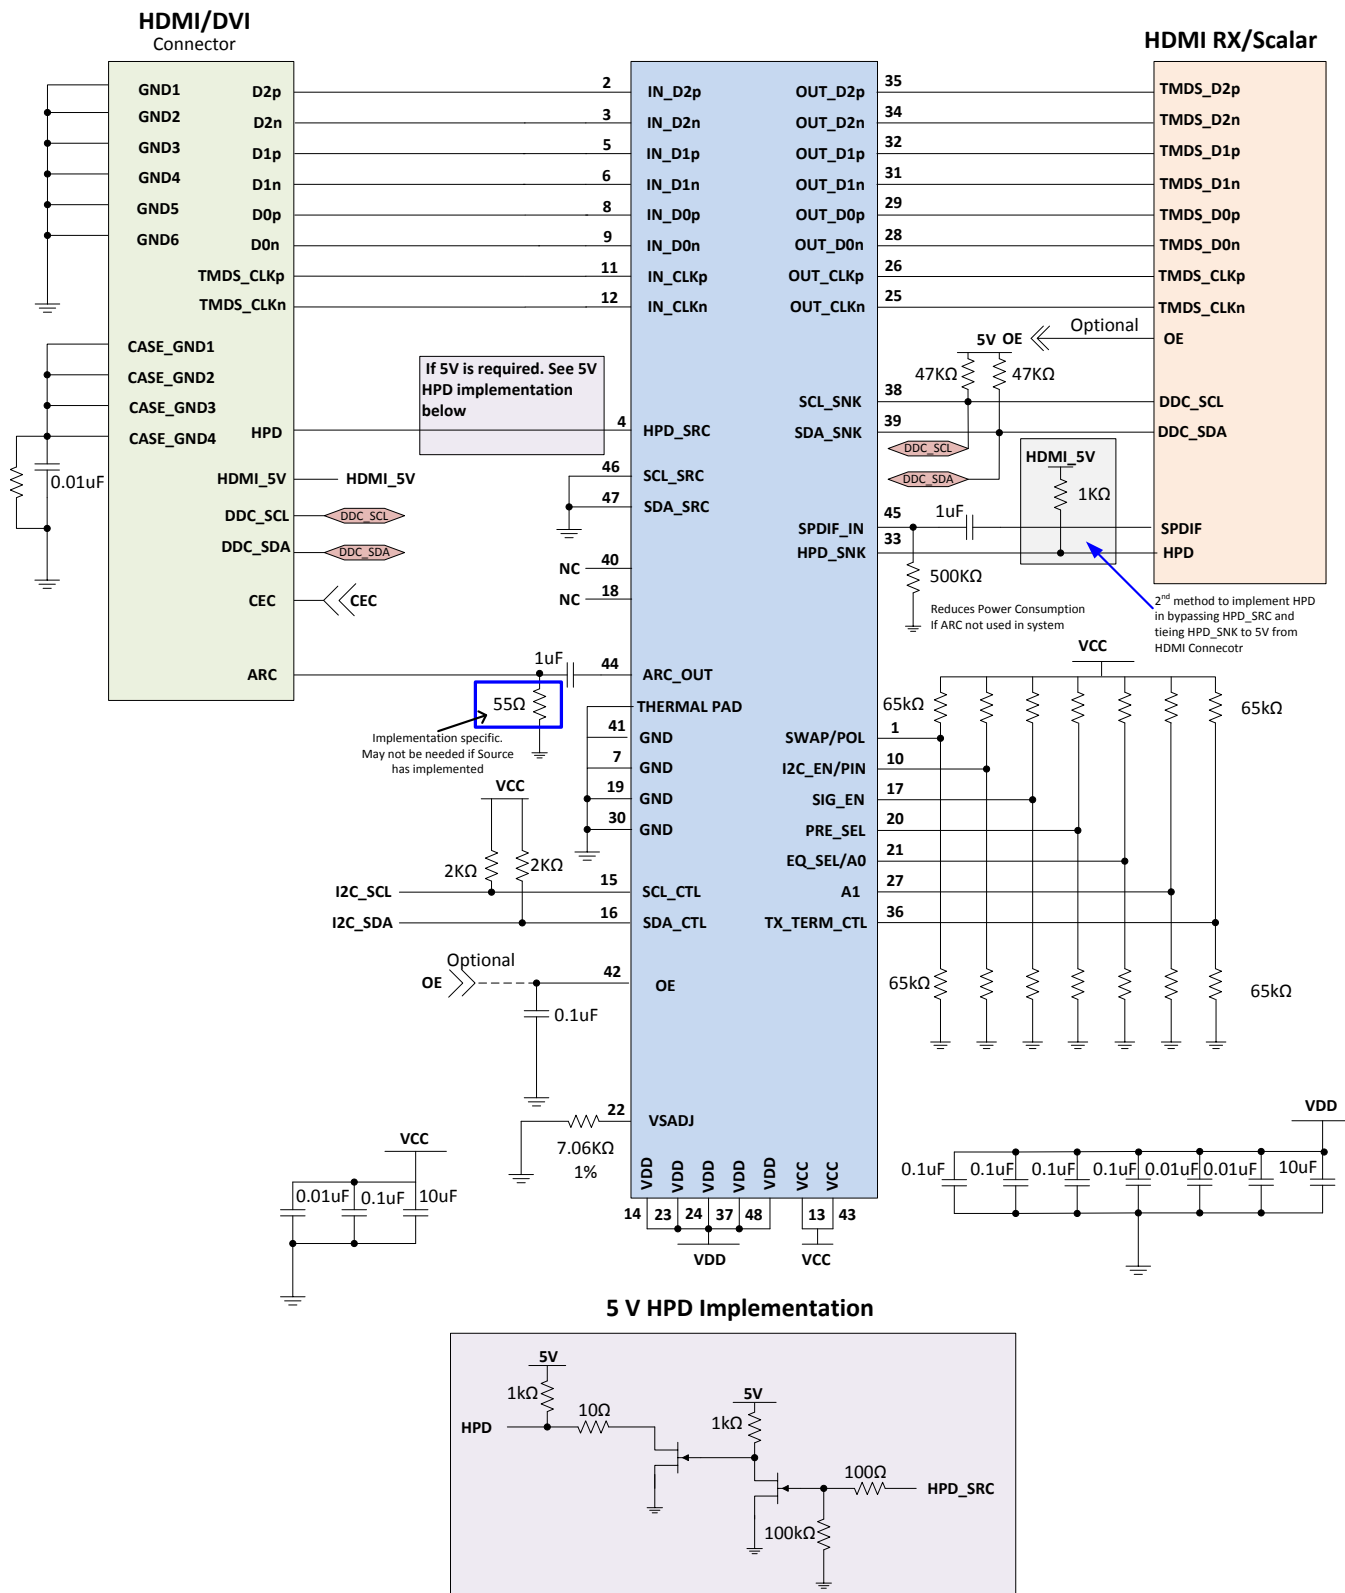 HDMI/DVI
Connector
HDMI RX/Scalar
GND1
GND2
GND3
GND4
GND5
GND6
D2p
D2n
D1p
D1n
D0p
D0n
TMDS_CLKp
TMDS_CLKn
CASE_GND1
CASE_GND2
CASE_GND3
CASE_GND4
0.01uF
HPD
HDMI_5V
HDMI_5V
DDC_SCL
DDC_SCL
DDC_SDA
DDC_SDA
CEC
CEC
ARC
If 5V is required. See 5V
HPD implementation
below
2
3
5
6
8
9
11
12
4
46
47
NC
40
NC
18
1uF
44
55Ω
Implementation specific.
May not be needed if Source
has implemented
41
7
19
30
VCC
2KΩ
2KΩ
I2C_SCL
15
I2C_SDA
16
Optional
OE
42
0.1uF
22
7.06KΩ
1%
IN_D2p
IN_D2n
IN_D1p
IN_D1n
IN_D0p
IN_D0n
IN_CLKp
IN_CLKn
HPD_SRC
SCL_SRC
SDA_SRC
ARC_OUT
THERMAL PAD
GND
GND
GND
GND
SCL_CTL
SDA_CTL
OE
VSADJ
OUT_D2p
OUT_D2n
OUT_D1p
OUT_D1n
OUT_D0p
OUT_D0n
OUT_CLKp
OUT_CLKn
SCL_SNK
SDA_SNK
SPDIF_IN
HPD_SNK
SWAP/POL
I2C_EN/PIN
SIG_EN
PRE_SEL
EQ_SEL/A0
A1
TX_TERM_CTL
VDD
VDD
VDD
VDD
VDD
VCC
VCC
14
23
24
37
48
13
43
VDD
VCC
35
34
32
31
29
28
26
25
38
39
45
33
1
10
17
20
21
27
36
TMDS_D2p
TMDS_D2n
TMDS_D1p
TMDS_D1n
TMDS_D0p
TMDS_D0n
TMDS_CLKp
TMDS_CLKn
OE
DDC_SCL
DDC_SDA
SPDIF
HPD
5V
OE
Optional
47KΩ
47KΩ
DDC_SCL
DDC_SDA
HDMI_5V
1KΩ
1uF
500KΩ
Reduces Power Consumption
If ARC not used in system
2nd method to implement HPD
in bypassing HPD_SRC and
tieing HPD_SNK to 5V from
HDMI Connecotr
VCC
65kΩ
65kΩ
65kΩ
65kΩ
VCC
0.01uF
0.1uF
10uF
VDD
0.1uF
0.1uF
0.1uF
0.1uF
0.01uF
0.01uF
10uF
5 V HPD Implementation
5V
1kΩ
HPD
10Ω
5V
1kΩ
100Ω
HPD_SRC
100kΩ